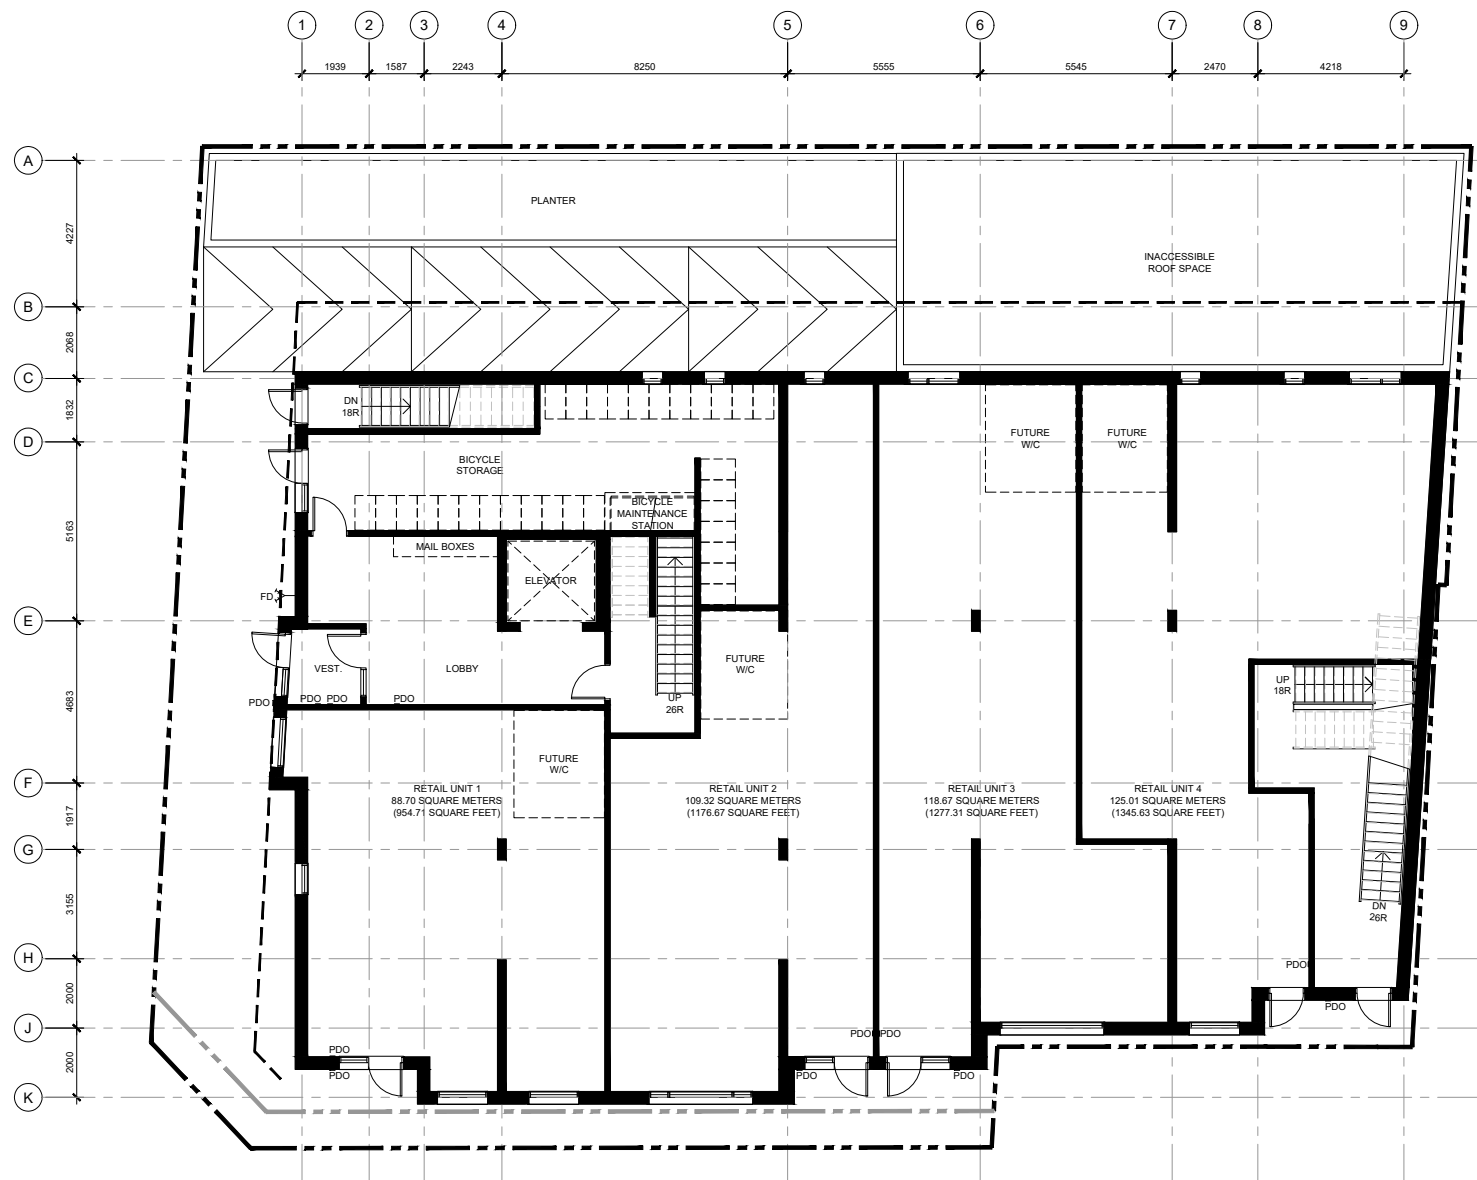 1 2 3 4 5 6 7 8 9
1939 1587 2243 8250 5555 5545 2470 4218
A
PLANTER
4227
INACCESSIBLE
ROOF SPACE
B
2068
C
1832
DN
18R
D
FUTURE
W/C
FUTURE
W/C
BICYCLE
STORAGE
BICYCLE
MAINTENANCE
STATION
5163
MAIL BOXES
ELEVATOR
FD
E
VEST.
LOBBY
FUTURE
W/C
UP
18R
4683
PDO PDO PDO PDO
UP
26R
FUTURE
W/C
F
RETAIL UNIT 1
88.70 SQUARE METERS
(954.71 SQUARE FEET)
RETAIL UNIT 2
109.32 SQUARE METERS
(1176.67 SQUARE FEET)
RETAIL UNIT 3
118.67 SQUARE METERS
(1277.31 SQUARE FEET)
RETAIL UNIT 4
125.01 SQUARE METERS
(1345.63 SQUARE FEET)
1917
G
3155
DN
26R
H
PDO
2000
PDO
J
PDO PDO
PDO
2000
PDO PDO PDO
K